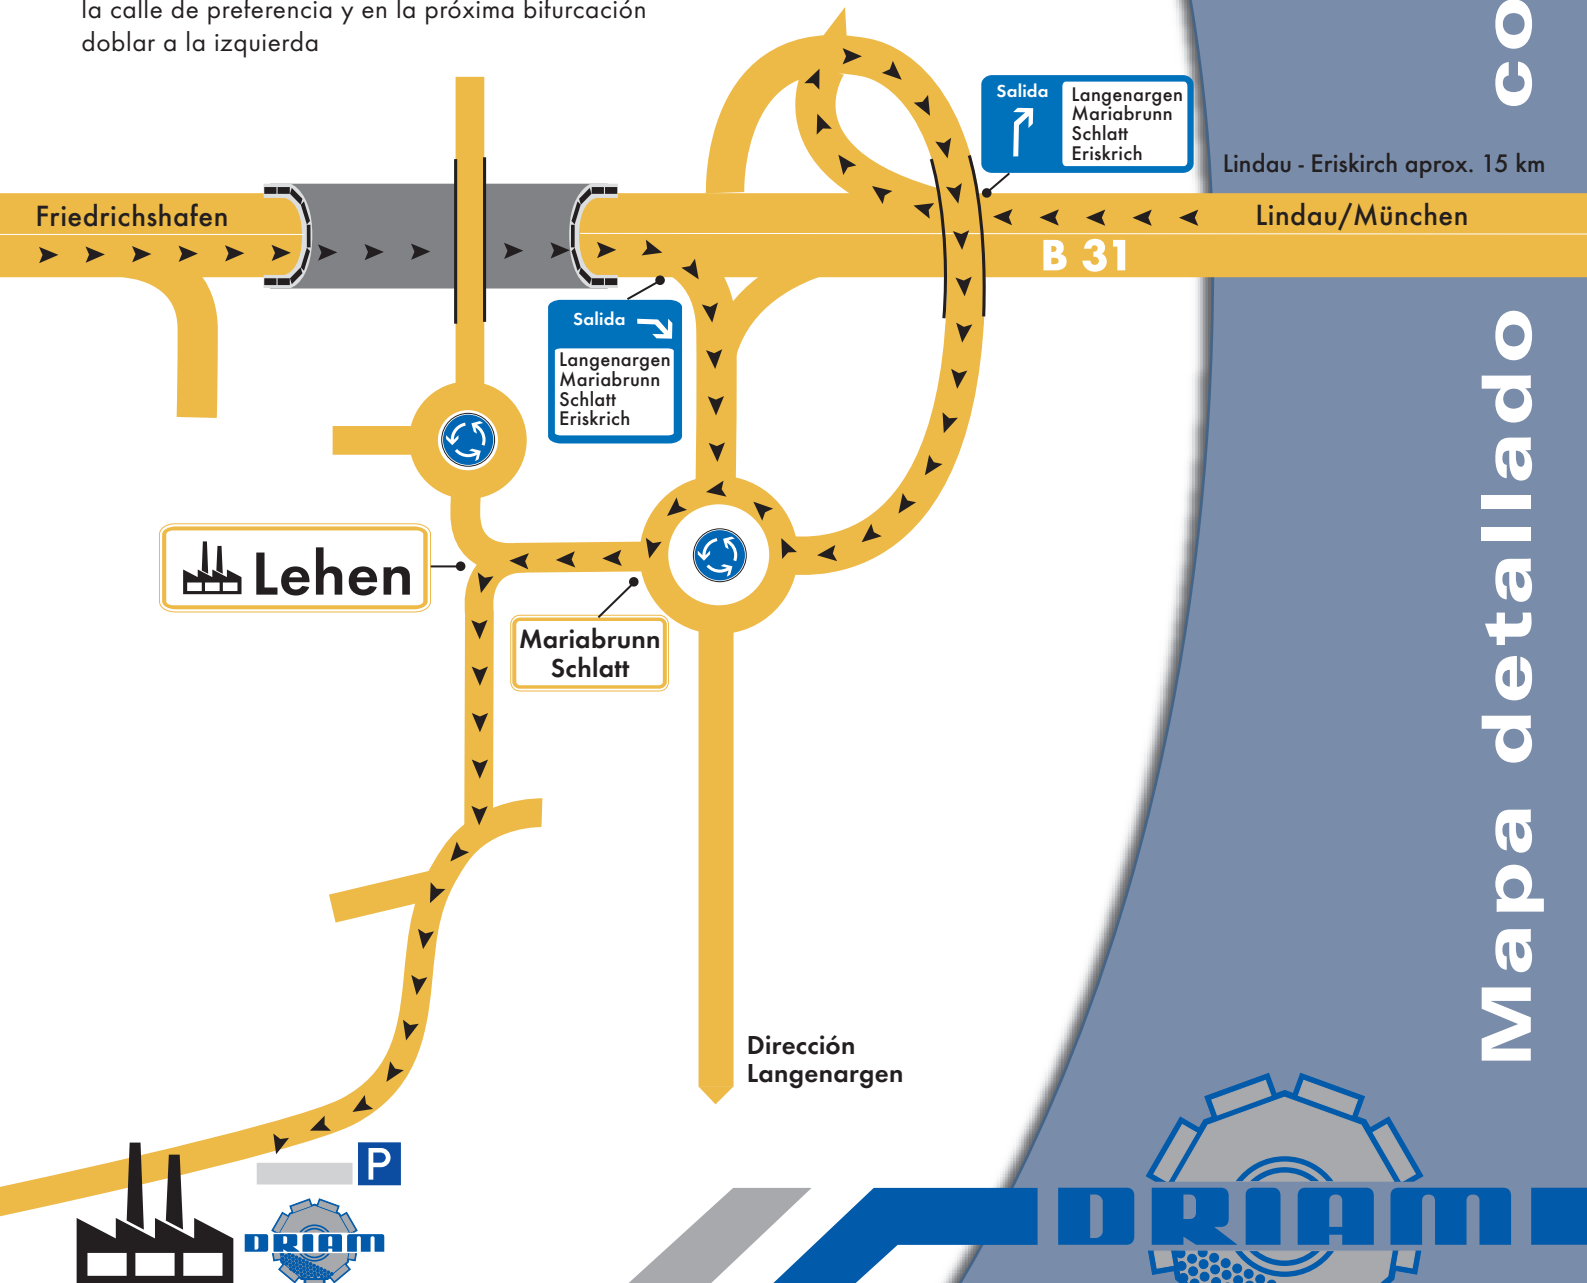 la calle de preferencia y en la próxima bifurcación
doblar a la izquierda
Salida
Langenargen
Mariabrunn
Schlatt
Eriskrich
Lindau - Eriskirch aprox. 15 km
Friedrichshafen
Lindau/München
B 31
Salida
Langenargen
Mariabrunn
Schlatt
Eriskrich
Lehen
Mariabrunn
Schlatt
Dirección
Langenargen
P
DRIAM
DRIAM
Mapa detallado co